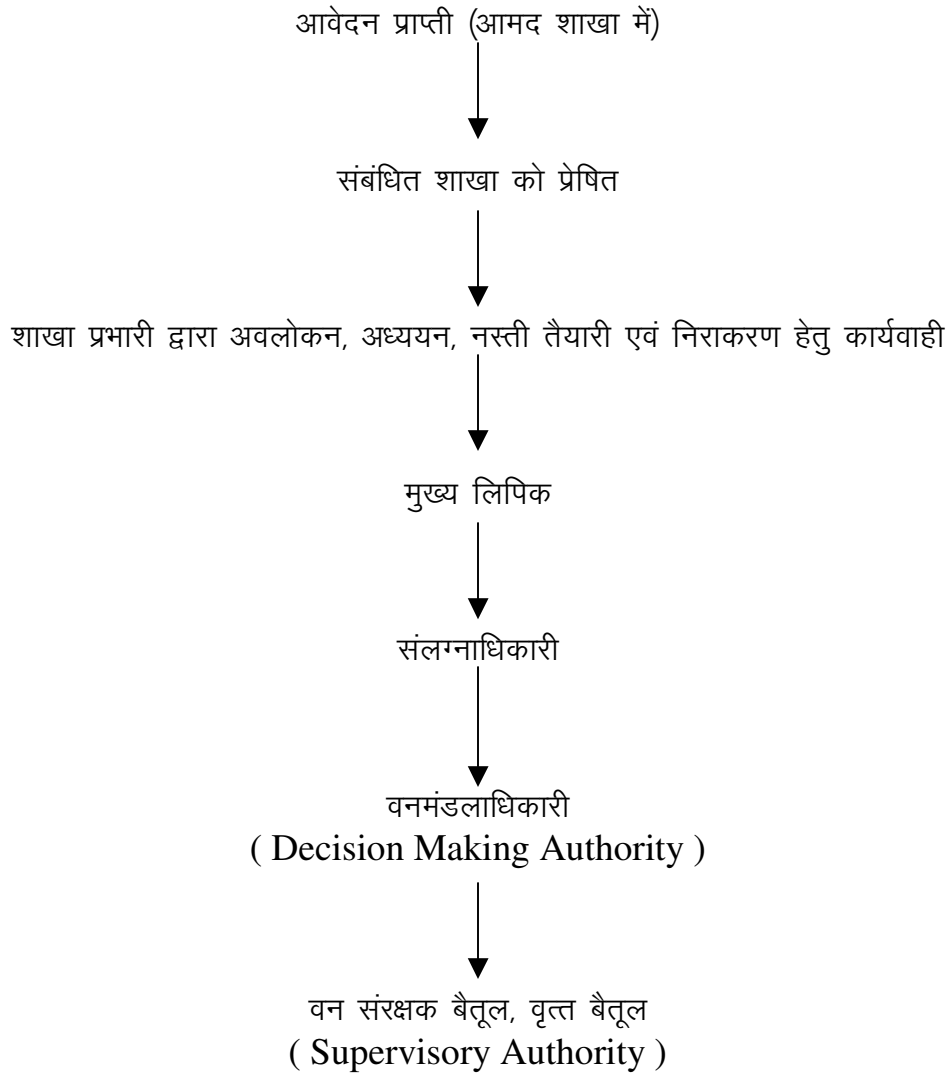 आवेदन प्राप्ती (आमद शाखा में)
संबंधित शाखा को प्रेषित
शाखा प्रभारी द्वारा अवलोकन, अध्ययन, नस्ती तैयारी एवं निराकरण हेतु कार्यवाही
मुख्य लिपिक
संलग्नाधिकारी
वनमंडलाधिकारी
( Decision Making Authority )
वन संरक्षक बैतूल, वृत्त बैतूल
( Supervisory Authority )